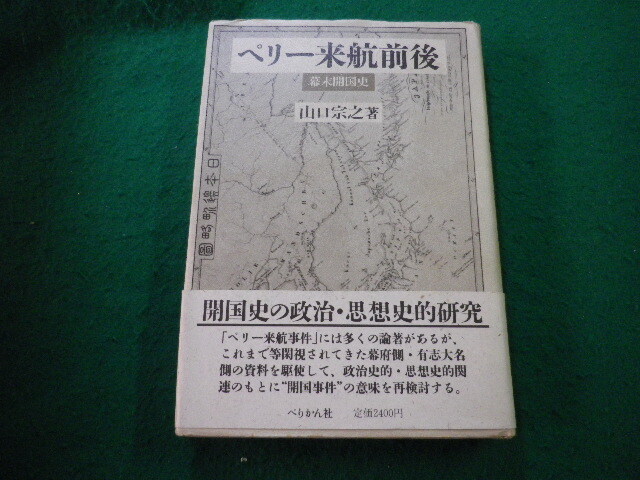 ペリー来航前後
幕末開国史
山口宗之著
開国史の政治・思想史的研究
「ペリー来航事件」には多くの論著があるが、
これまで等閑視されてきた幕府側・有志大名
側の資料を駆使して、政治史的・思想史的関
連のもとに“開国事件”の意味を再検討する。
ぺりかん社 定価2400円